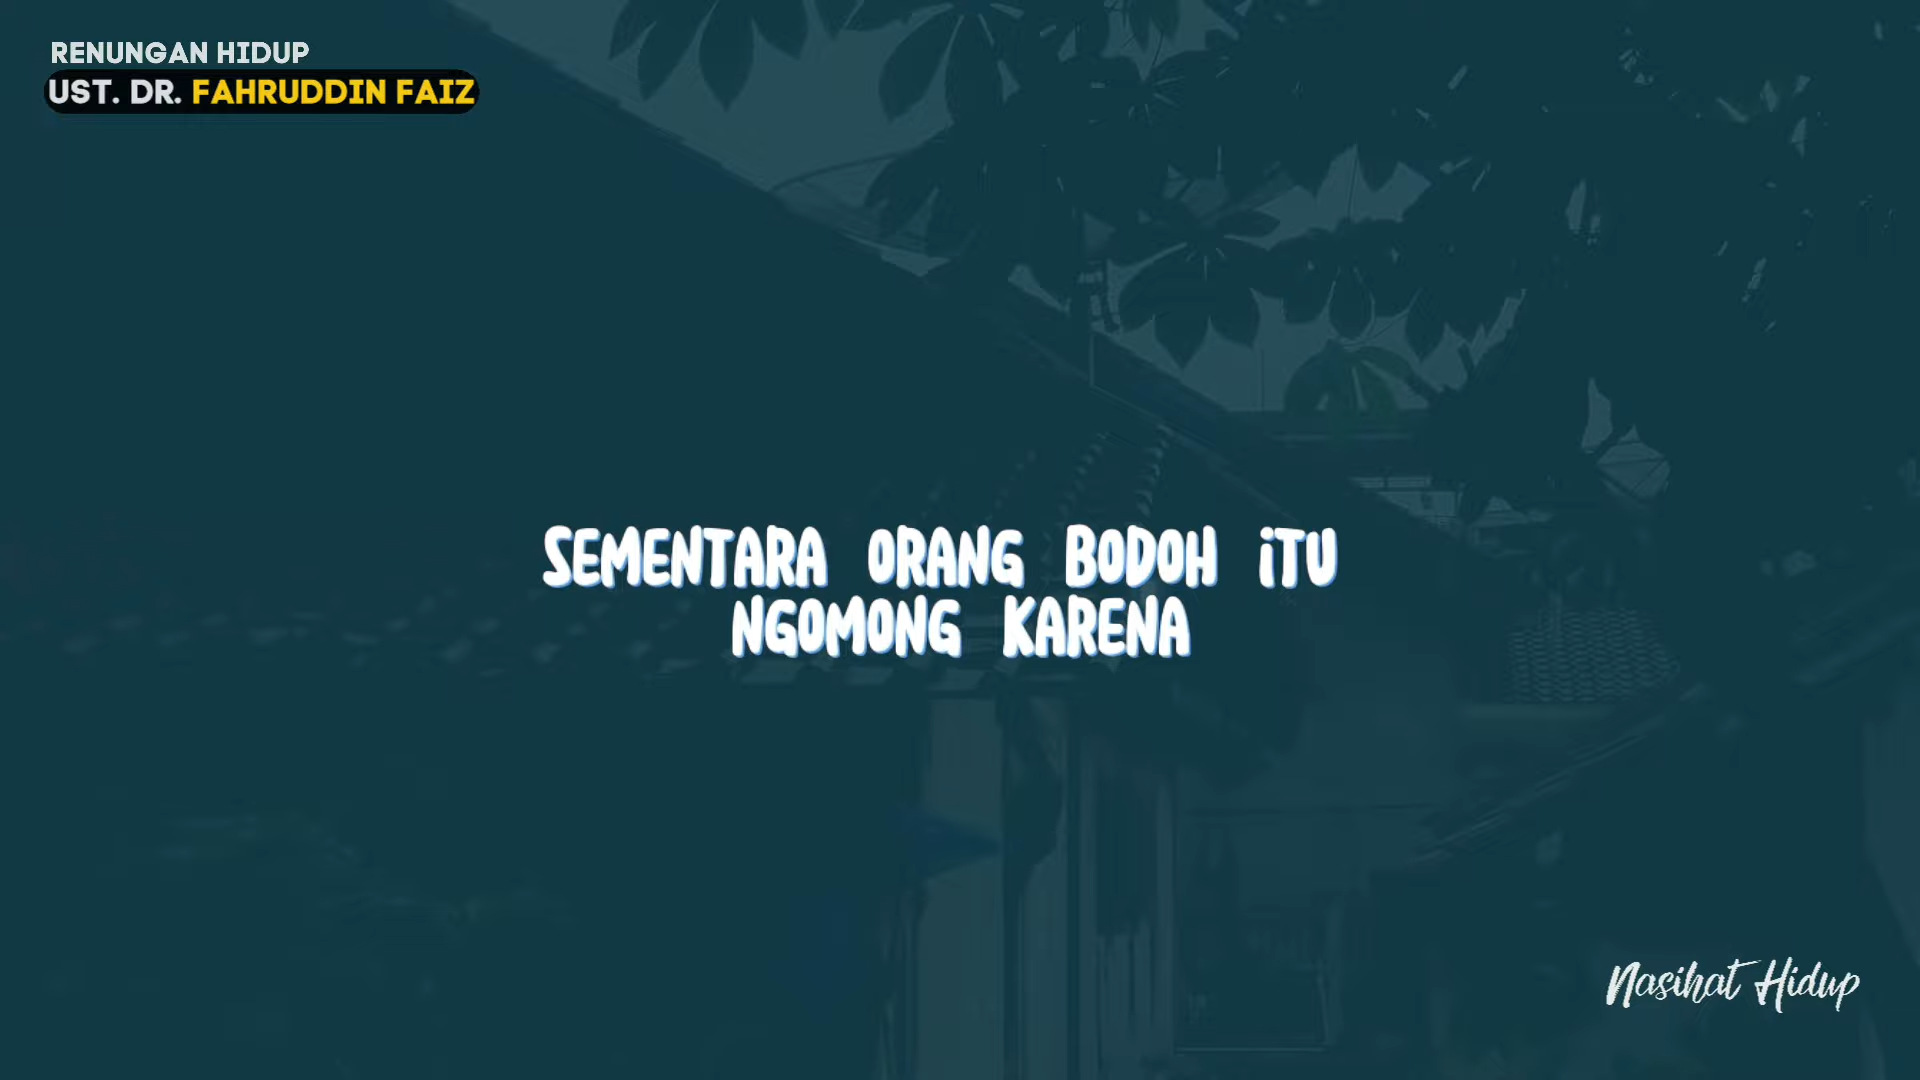 RENUNGAN HIDUP
UST. DR. FAHRUDDIN FAIZ
SEMENTARA ORANG BODOH iTU
NGOMONG KARENA
Nasihat Hidup